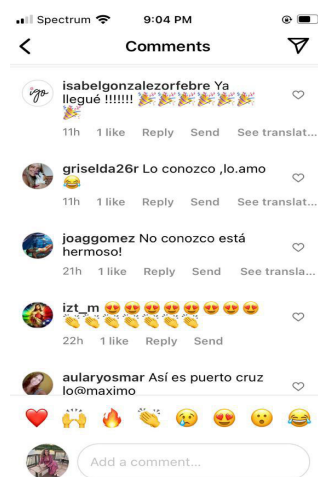 Spectrum 9:04 PM
Comments
igo
isabelgonzalezorfebre Ya
llegué !!!!!!! 🎉🎉🎉🎉🎉🎉
🎉
11h 1 like Reply Send See translat...
griselda26r Lo conozco ,lo.amo
😂
11h 1 like Reply Send See translat...
joaggomez No conozco está
hermoso!
21h 1 like Reply Send See transla...
izt_m 😍😍😍😍😍😍😍😍
👏👏👏👏👏👏
22h 1 like Reply Send
aularyosmar Así es puerto cruz
lo@maximo
❤️🙌🔥👏😢😍😮😂
Add a comment...